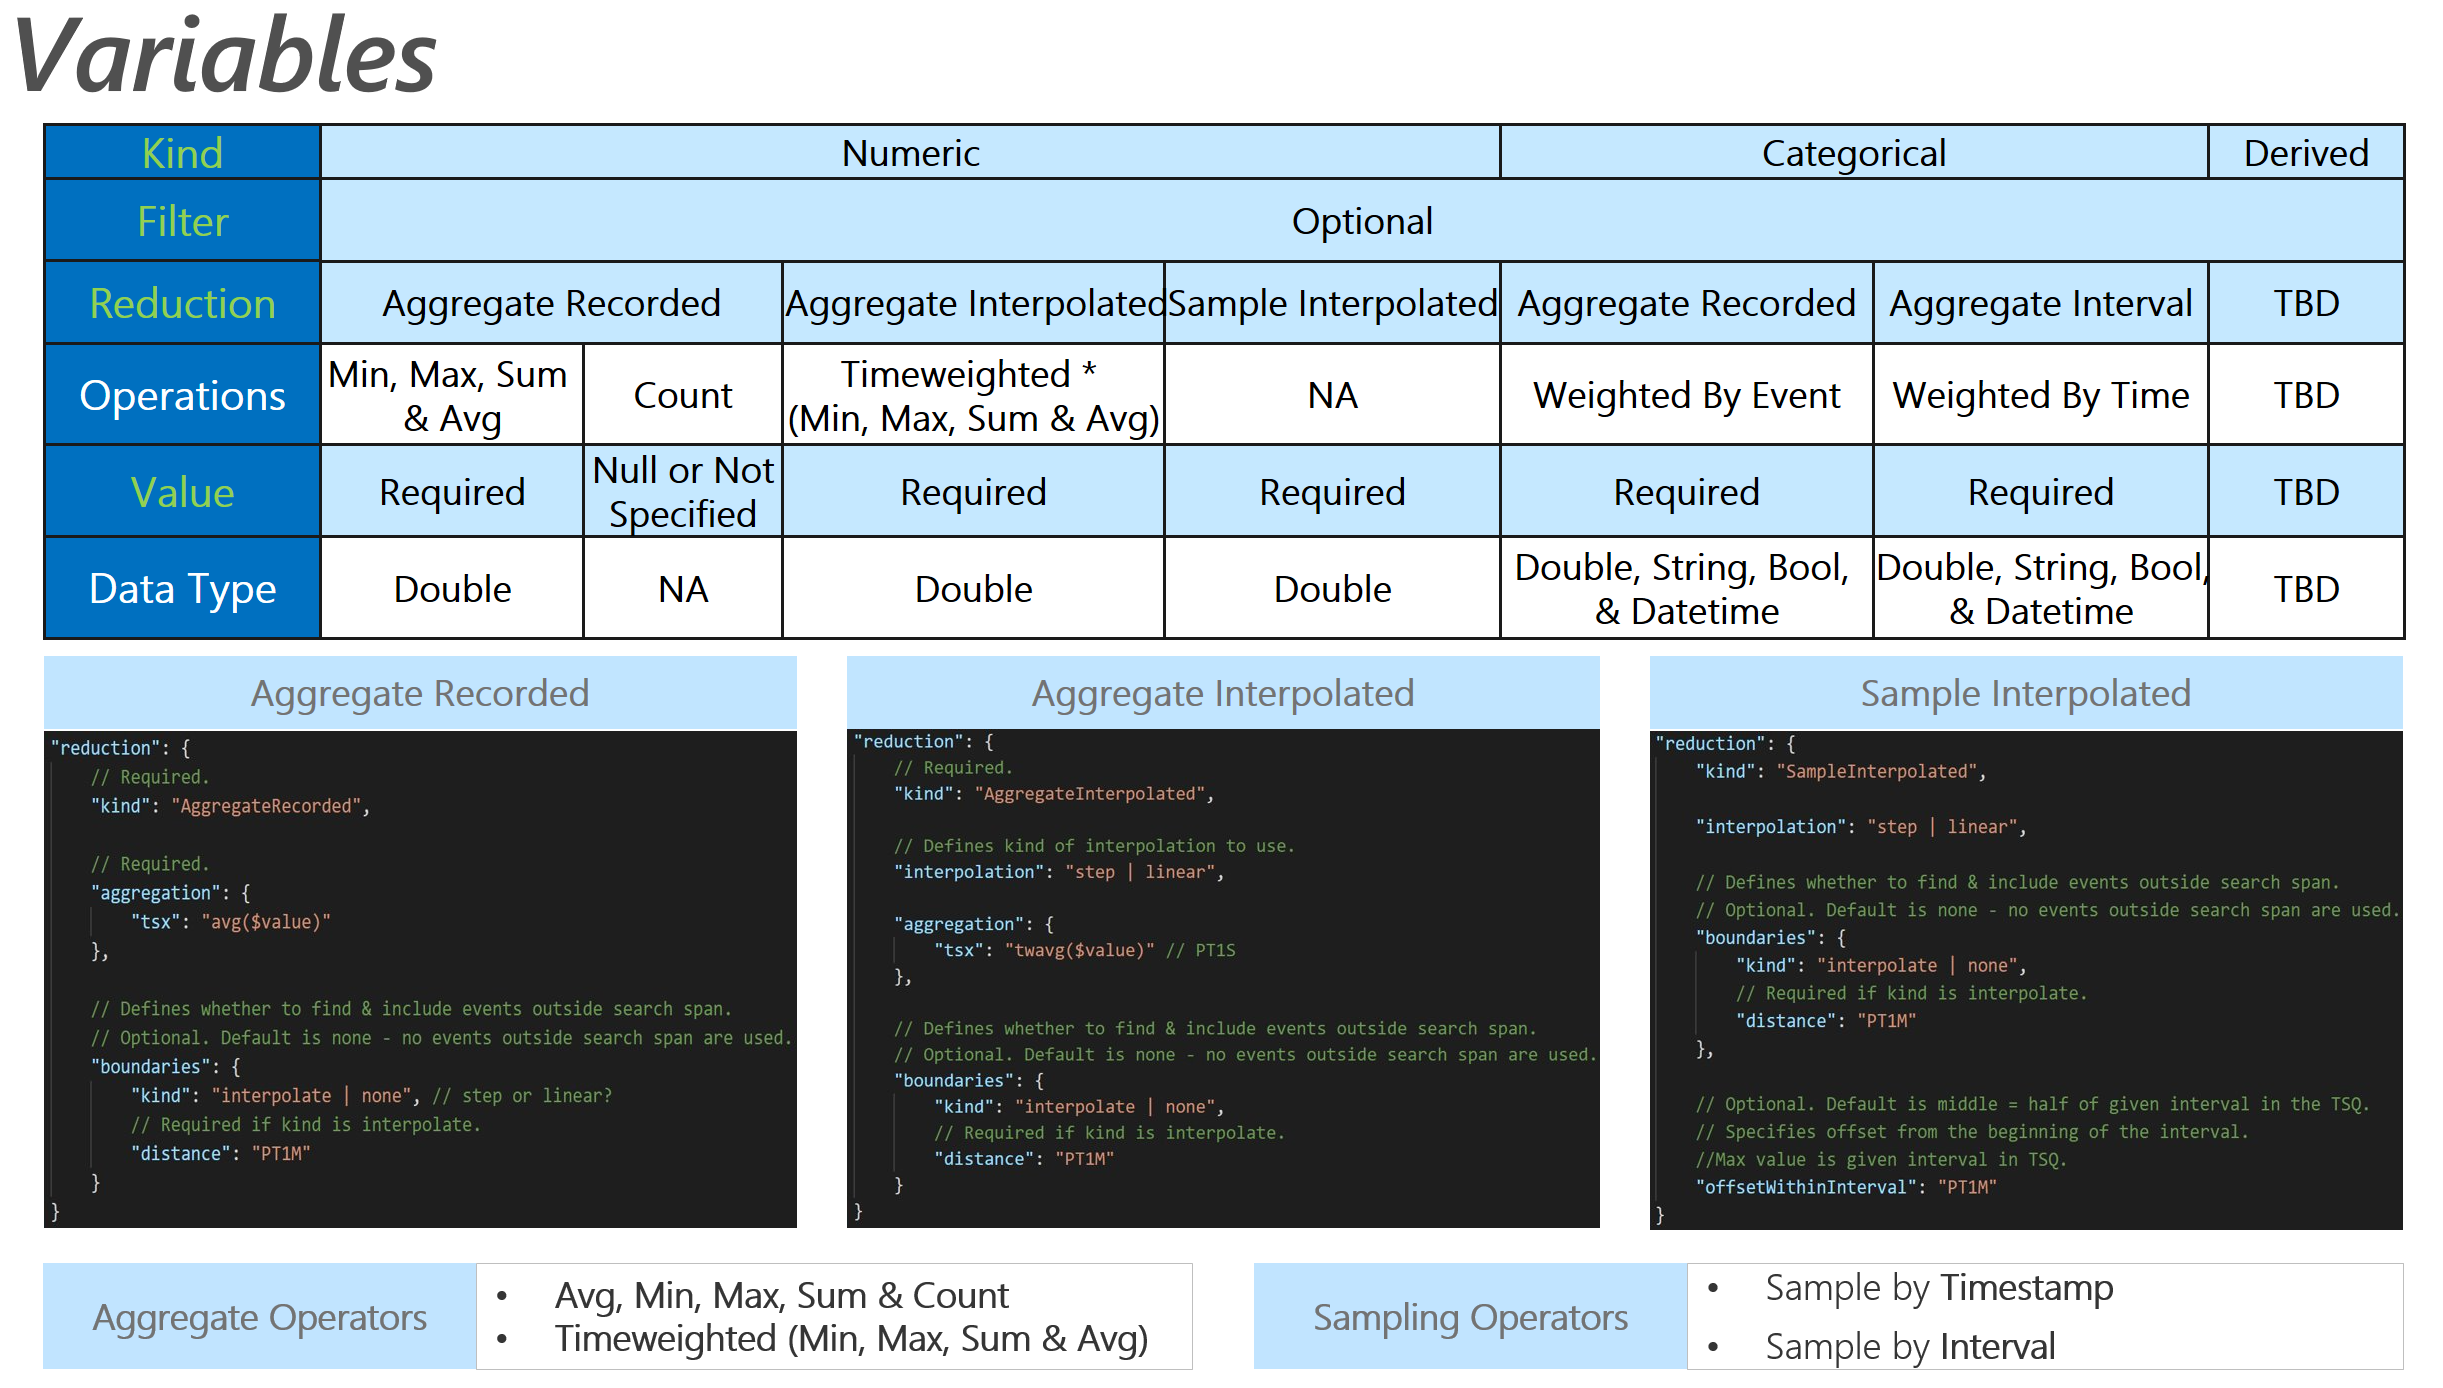 Variables
Kind Numeric Categorical Derived
Filter Optional
Reduction Aggregate Recorded Aggregate Interpolated Sample Interpolated Aggregate Recorded Aggregate Interval TBD
Operations Min, Max, Sum & Avg Count Timeweighted * (Min, Max, Sum & Avg) NA Weighted By Event Weighted By Time TBD
Value Required Null or Not Specified Required Required Required Required TBD
Data Type Double NA Double Double Double, String, Bool, & Datetime Double, String, Bool, & Datetime TBD
Aggregate Recorded
"reduction": {
// Required.
"kind": "AggregateRecorded",
// Required.
"aggregation": {
"tsx": "avg($value)"
},
// Defines whether to find & include events outside search span.
// Optional. Default is none - no events outside search span are used.
"boundaries": {
"kind": "interpolate | none", // step or linear?
// Required if kind is interpolate.
"distance": "PT1M"
}
}
Aggregate Interpolated
"reduction": {
// Required.
"kind": "AggregateInterpolated",
// Defines kind of interpolation to use.
"interpolation": "step | linear",
"aggregation": {
"tsx": "twavg($value)" // PT1S
},
// Defines whether to find & include events outside search span.
// Optional. Default is none - no events outside search span are used.
"boundaries": {
"kind": "interpolate | none",
// Required if kind is interpolate.
"distance": "PT1M"
}
}
Sample Interpolated
"reduction": {
"kind": "SampleInterpolated",
"interpolation": "step | linear",
// Defines whether to find & include events outside search span.
// Optional. Default is none - no events outside search span are used.
"boundaries": {
"kind": "interpolate | none",
// Required if kind is interpolate.
"distance": "PT1M"
},
// Optional. Default is middle = half of given interval in the TSQ.
// Specifies offset from the beginning of the interval.
//Max value is given interval in TSQ.
"offsetWithinInterval": "PT1M"
}
Aggregate Operators
• Avg, Min, Max, Sum & Count
• Timeweighted (Min, Max, Sum & Avg)
Sampling Operators
• Sample by Timestamp
• Sample by Interval